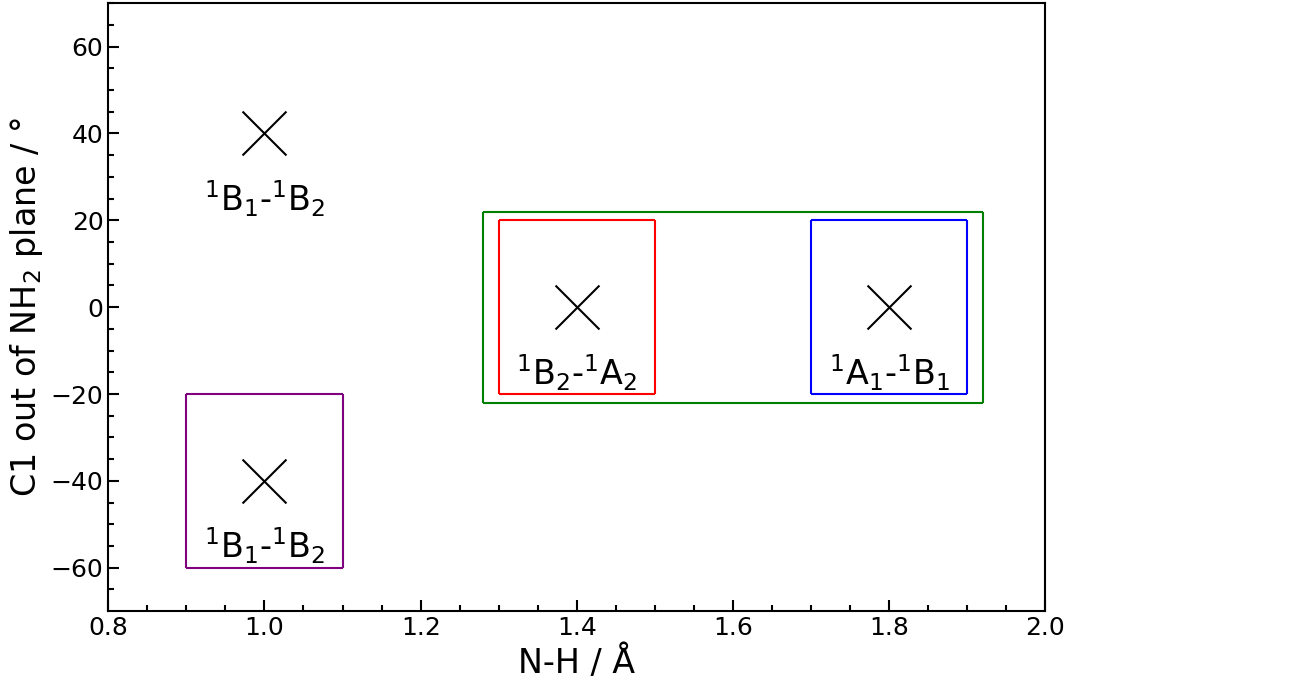 60
40
20
0
−20
−40
−60
C1 out of NH₂ plane / °
¹B₁-¹B₂
¹B₂-¹A₂
¹A₁-¹B₁
¹B₁-¹B₂
0.8 1.0 1.2 1.4 1.6 1.8 2.0
N-H / Å